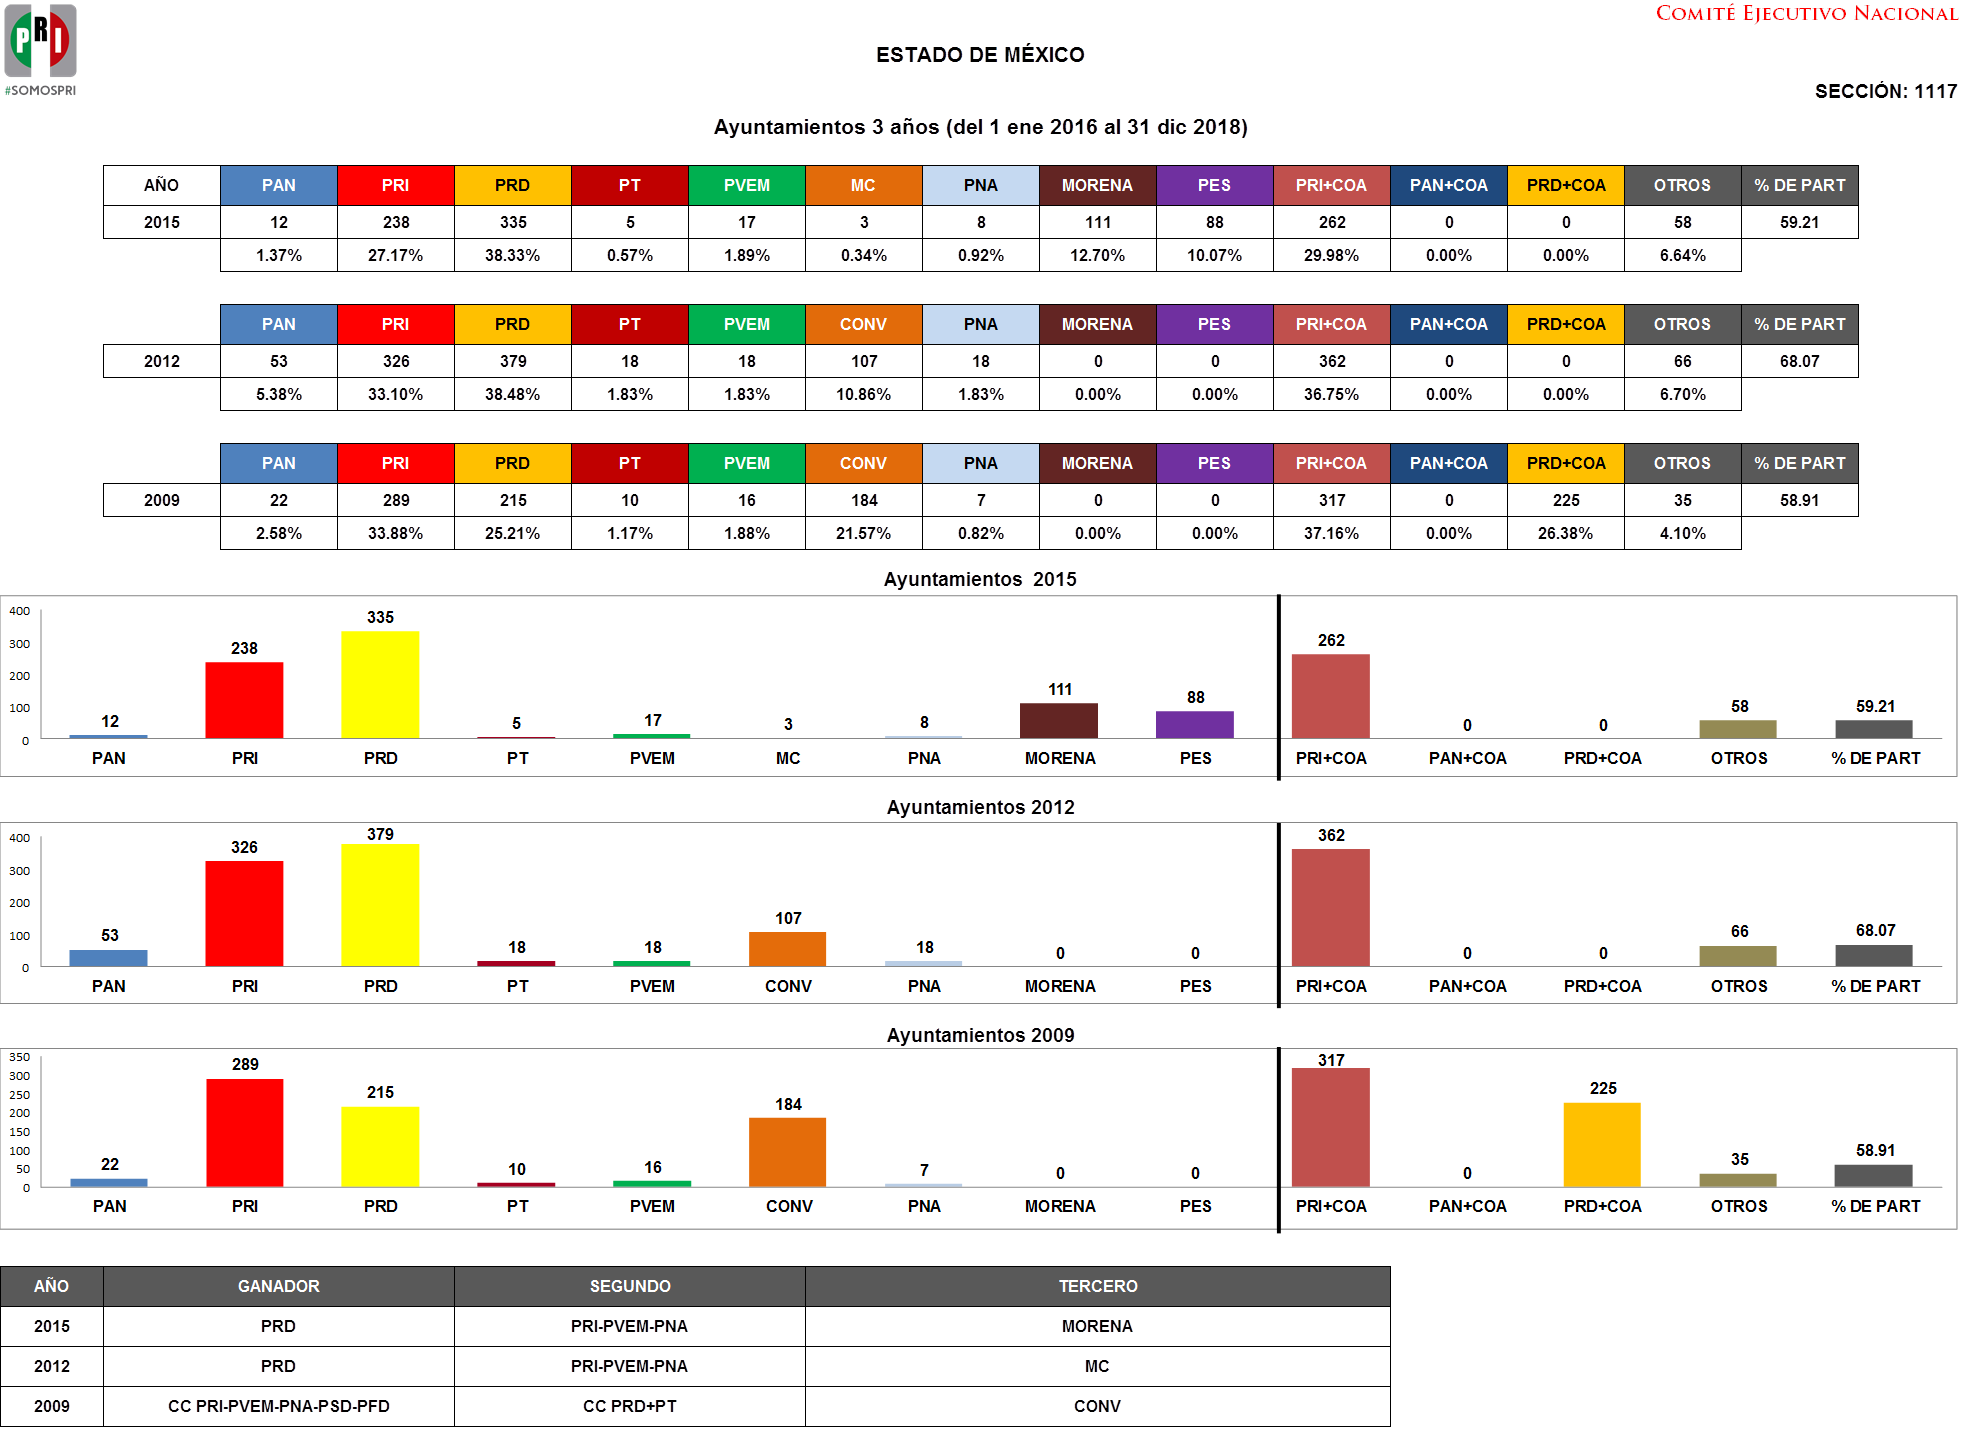 PRI
#SOMOSPRI
COMITÉ EJECUTIVO NACIONAL
ESTADO DE MÉXICO
SECCIÓN: 1117
Ayuntamientos 3 años (del 1 ene 2016 al 31 dic 2018)
AÑO PAN PRI PRD PT PVEM MC PNA MORENA PES PRI+COA PAN+COA PRD+COA OTROS % DE PART
2015 12 238 335 5 17 3 8 111 88 262 0 0 58 59.21
1.37% 27.17% 38.33% 0.57% 1.89% 0.34% 0.92% 12.70% 10.07% 29.98% 0.00% 0.00% 6.64%
PAN PRI PRD PT PVEM CONV PNA MORENA PES PRI+COA PAN+COA PRD+COA OTROS % DE PART
2012 53 326 379 18 18 107 18 0 0 362 0 0 66 68.07
5.38% 33.10% 38.48% 1.83% 1.83% 10.86% 1.83% 0.00% 0.00% 36.75% 0.00% 0.00% 6.70%
PAN PRI PRD PT PVEM CONV PNA MORENA PES PRI+COA PAN+COA PRD+COA OTROS % DE PART
2009 22 289 215 10 16 184 7 0 0 317 0 225 35 58.91
2.58% 33.88% 25.21% 1.17% 1.88% 21.57% 0.82% 0.00% 0.00% 37.16% 0.00% 26.38% 4.10%
Ayuntamientos 2015
400
300
200
100
0
12 238 335 5 17 3 8 111 88 262 0 0 58 59.21
PAN PRI PRD PT PVEM MC PNA MORENA PES PRI+COA PAN+COA PRD+COA OTROS % DE PART
Ayuntamientos 2012
400
300
200
100
0
53 326 379 18 18 107 18 0 0 362 0 0 66 68.07
PAN PRI PRD PT PVEM CONV PNA MORENA PES PRI+COA PAN+COA PRD+COA OTROS % DE PART
Ayuntamientos 2009
350
300
250
200
150
100
50
0
22 289 215 10 16 184 7 0 0 317 0 225 35 58.91
PAN PRI PRD PT PVEM CONV PNA MORENA PES PRI+COA PAN+COA PRD+COA OTROS % DE PART
AÑO GANADOR SEGUNDO TERCERO
2015 PRD PRI-PVEM-PNA MORENA
2012 PRD PRI-PVEM-PNA MC
2009 CC PRI-PVEM-PNA-PSD-PFD CC PRD+PT CONV